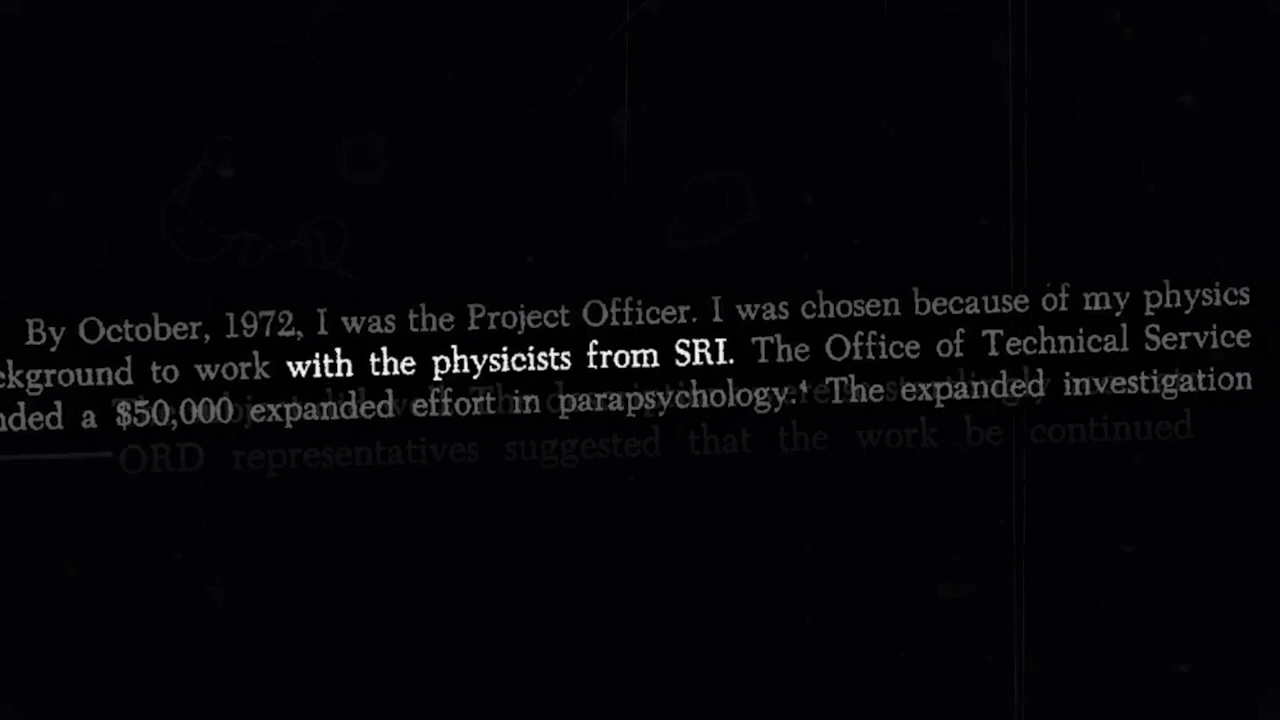 By October, 1972, I was the Project Officer. I was chosen because of my physics
ckground to work with the physicists from SRI. The Office of Technical Service
nded a $50,000 expanded effort in parapsychology.⁴ The expanded investigation
ORD representatives suggested that the work be continued